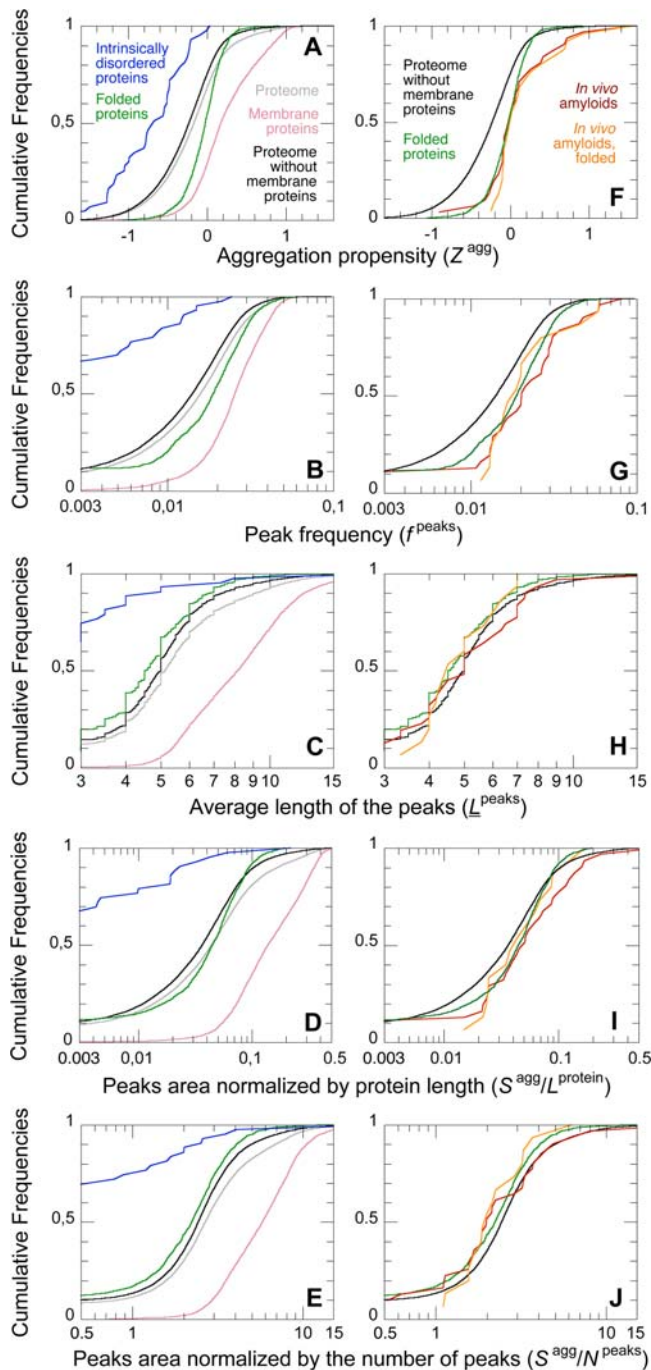 Cumulative Frequencies
1
0,5
0
Intrinsically
disordered
proteins
Folded
proteins
A
Proteome
Membrane
proteins
Proteome
without
membrane
proteins
-1
0
1
Aggregation propensity (Z^agg)
1
0,5
0
Proteome
without
membrane
proteins
Folded
proteins
In vivo
amyloids
In vivo
amyloids,
folded
F
-1
0
1
Cumulative Frequencies
1
0,5
0
B
0.003
0,01
0,1
1
0,5
0
G
0.003
0.01
0.1
Peak frequency (f^peaks)
Cumulative Frequencies
1
0,5
0
C
3
4
5
6
7
8
9
10
15
1
0,5
0
H
3
4
5
6
7
8
9
10
15
Average length of the peaks (L^peaks)
Cumulative Frequencies
1
0,5
0
D
0.003
0,01
0,1
0.5
1
0,5
0
I
0.003
0.01
0.1
0.5
Peaks area normalized by protein length (S^agg/L^protein)
Cumulative Frequencies
1
0,5
0
E
0.5
1
10
15
1
0,5
0
J
0.5
1
10
15
Peaks area normalized by the number of peaks (S^agg/N^peaks)